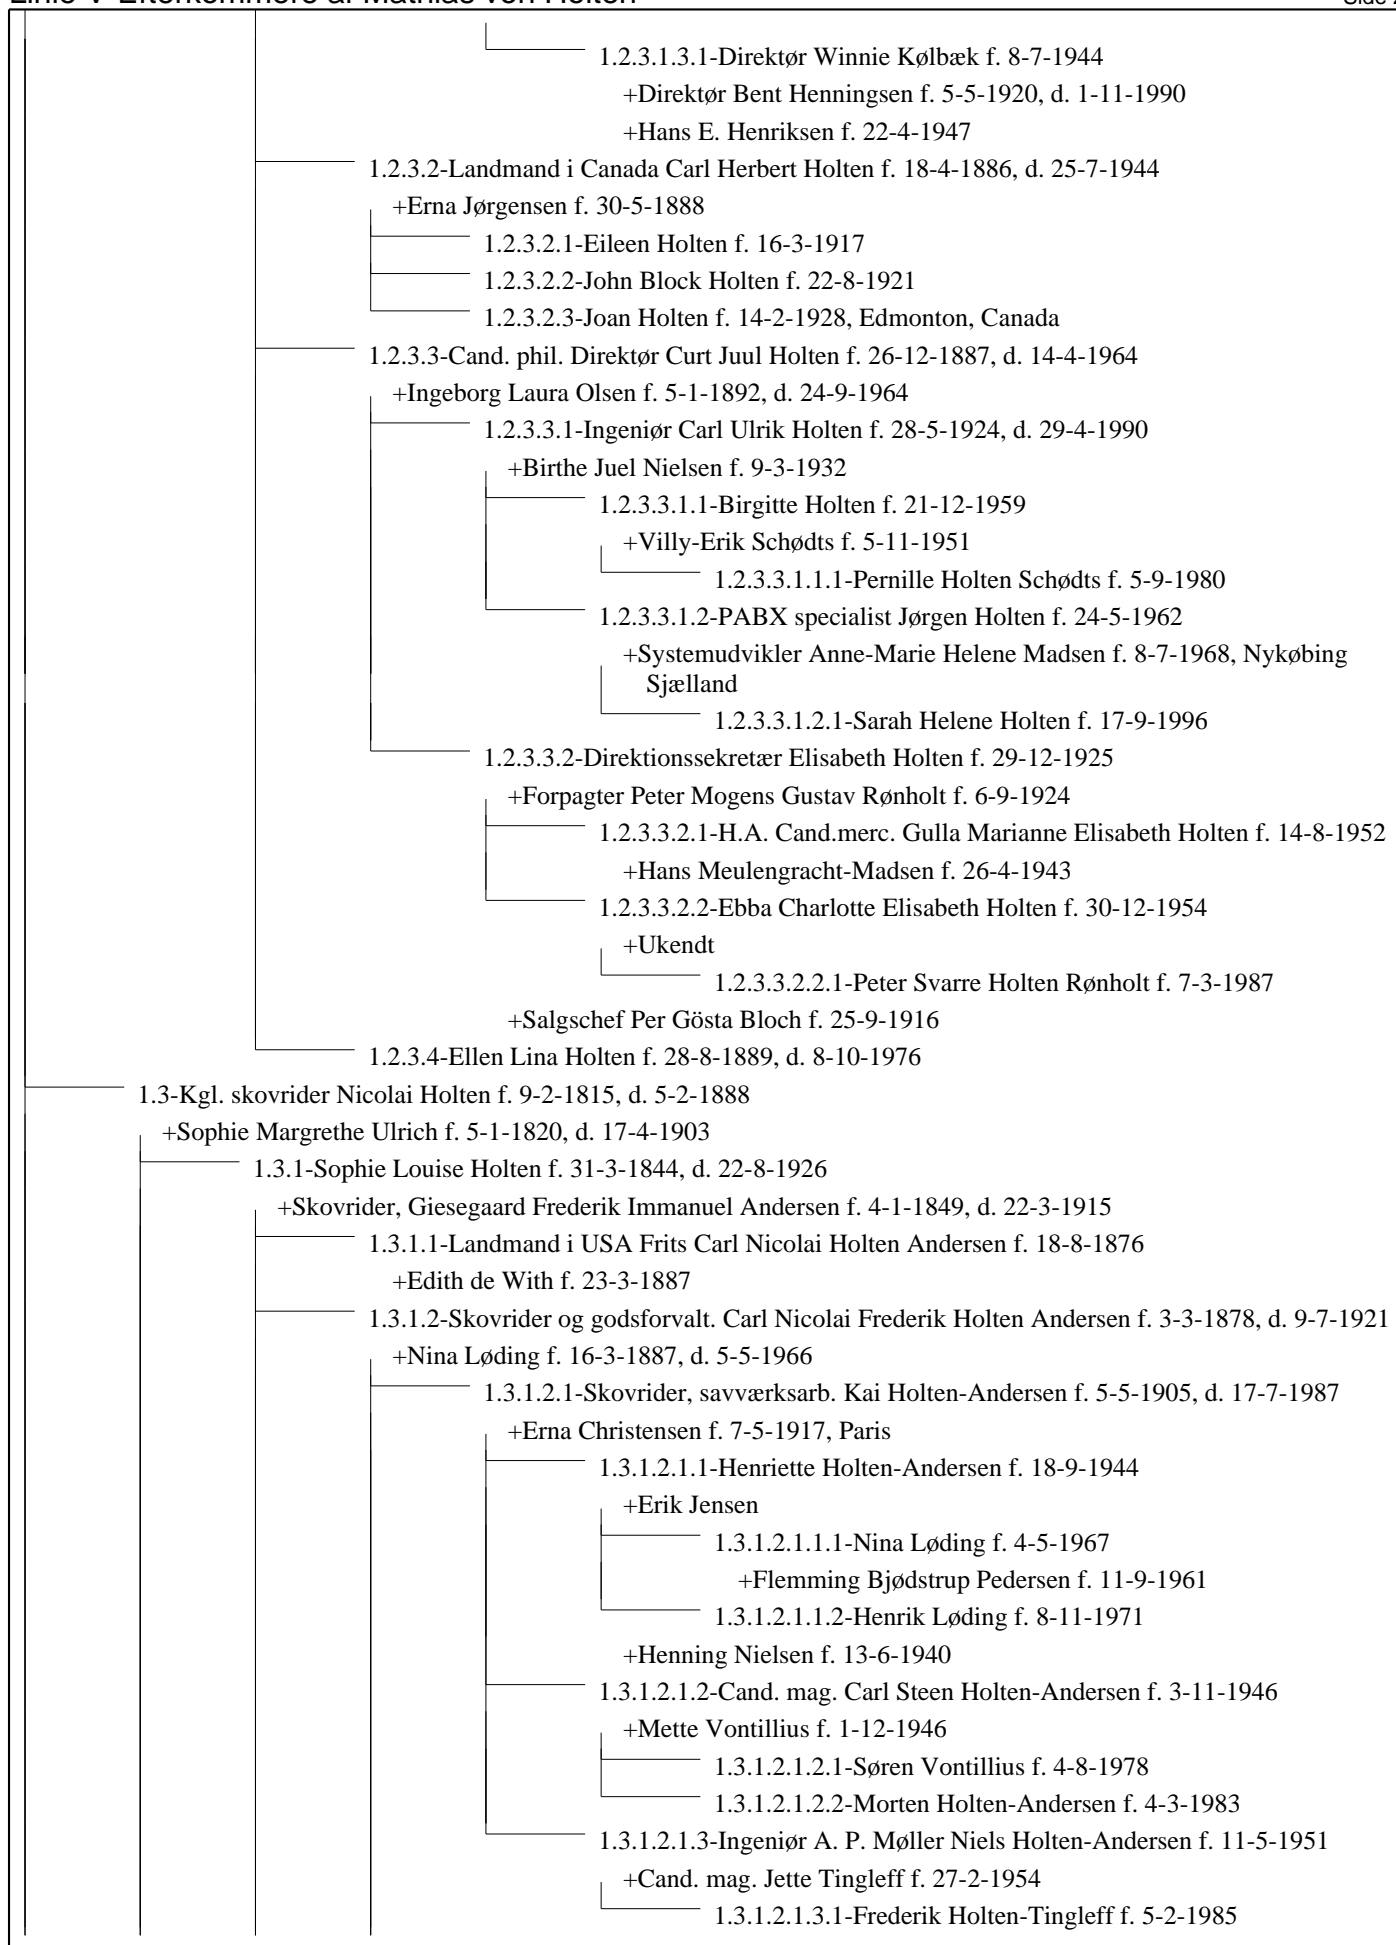 1.2.3.1.3.1-Direktør Winnie Kølbæk f. 8-7-1944
+Direktør Bent Henningsen f. 5-5-1920, d. 1-11-1990
+Hans E. Henriksen f. 22-4-1947
1.2.3.2-Landmand i Canada Carl Herbert Holten f. 18-4-1886, d. 25-7-1944
+Erna Jørgensen f. 30-5-1888
1.2.3.2.1-Eileen Holten f. 16-3-1917
1.2.3.2.2-John Block Holten f. 22-8-1921
1.2.3.2.3-Joan Holten f. 14-2-1928, Edmonton, Canada
1.2.3.3-Cand. phil. Direktør Curt Juul Holten f. 26-12-1887, d. 14-4-1964
+Ingeborg Laura Olsen f. 5-1-1892, d. 24-9-1964
1.2.3.3.1-Ingeniør Carl Ulrik Holten f. 28-5-1924, d. 29-4-1990
+Birthe Juel Nielsen f. 9-3-1932
1.2.3.3.1.1-Birgitte Holten f. 21-12-1959
+Villy-Erik Schødts f. 5-11-1951
1.2.3.3.1.1.1-Pernille Holten Schødts f. 5-9-1980
1.2.3.3.1.2-PABX specialist Jørgen Holten f. 24-5-1962
+Systemudvikler Anne-Marie Helene Madsen f. 8-7-1968, Nykøbing
Sjælland
1.2.3.3.1.2.1-Sarah Helene Holten f. 17-9-1996
1.2.3.3.2-Direktionssekretær Elisabeth Holten f. 29-12-1925
+Forpagter Peter Mogens Gustav Rønholt f. 6-9-1924
1.2.3.3.2.1-H.A. Cand.merc. Gulla Marianne Elisabeth Holten f. 14-8-1952
+Hans Meulengracht-Madsen f. 26-4-1943
1.2.3.3.2.2-Ebba Charlotte Elisabeth Holten f. 30-12-1954
+Ukendt
1.2.3.3.2.2.1-Peter Svarre Holten Rønholt f. 7-3-1987
+Salgschef Per Gösta Bloch f. 25-9-1916
1.2.3.4-Ellen Lina Holten f. 28-8-1889, d. 8-10-1976
1.3-Kgl. skovrider Nicolai Holten f. 9-2-1815, d. 5-2-1888
+Sophie Margrethe Ulrich f. 5-1-1820, d. 17-4-1903
1.3.1-Sophie Louise Holten f. 31-3-1844, d. 22-8-1926
+Skovrider, Giesegaard Frederik Immanuel Andersen f. 4-1-1849, d. 22-3-1915
1.3.1.1-Landmand i USA Frits Carl Nicolai Holten Andersen f. 18-8-1876
+Edith de With f. 23-3-1887
1.3.1.2-Skovrider og godsforvalt. Carl Nicolai Frederik Holten Andersen f. 3-3-1878, d. 9-7-1921
+Nina Løding f. 16-3-1887, d. 5-5-1966
1.3.1.2.1-Skovrider, savværksarb. Kai Holten-Andersen f. 5-5-1905, d. 17-7-1987
+Erna Christensen f. 7-5-1917, Paris
1.3.1.2.1.1-Henriette Holten-Andersen f. 18-9-1944
+Erik Jensen
1.3.1.2.1.1.1-Nina Løding f. 4-5-1967
+Flemming Bjødstrup Pedersen f. 11-9-1961
1.3.1.2.1.1.2-Henrik Løding f. 8-11-1971
+Henning Nielsen f. 13-6-1940
1.3.1.2.1.2-Cand. mag. Carl Steen Holten-Andersen f. 3-11-1946
+Mette Vontillius f. 1-12-1946
1.3.1.2.1.2.1-Søren Vontillius f. 4-8-1978
1.3.1.2.1.2.2-Morten Holten-Andersen f. 4-3-1983
1.3.1.2.1.3-Ingeniør A. P. Møller Niels Holten-Andersen f. 11-5-1951
+Cand. mag. Jette Tingleff f. 27-2-1954
1.3.1.2.1.3.1-Frederik Holten-Tingleff f. 5-2-1985